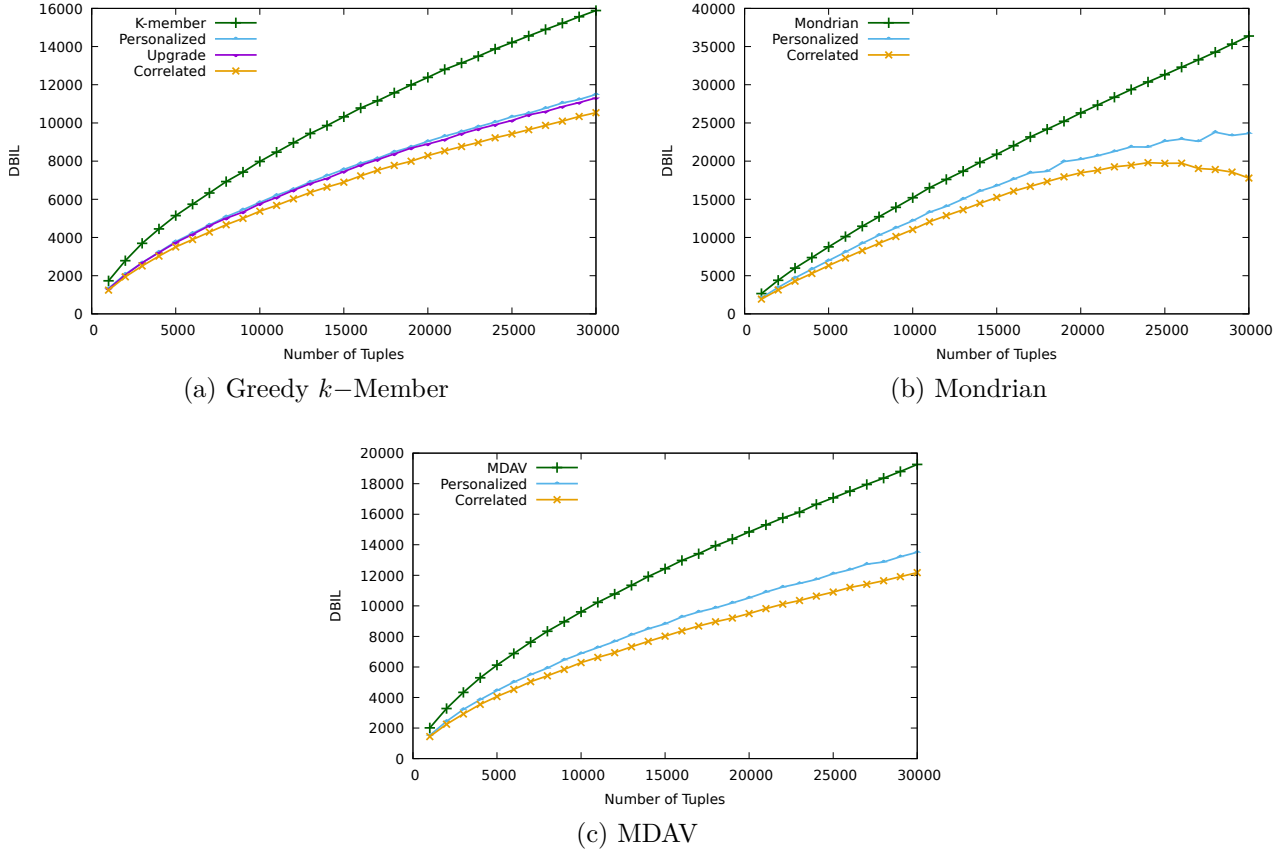 16000
14000
12000
10000
8000
6000
4000
2000
0
DBIL
K-member
Personalized
Upgrade
Correlated
0 5000 10000 15000 20000 25000 30000
Number of Tuples
(a) Greedy k−Member
40000
35000
30000
25000
20000
15000
10000
5000
0
DBIL
Mondrian
Personalized
Correlated
0 5000 10000 15000 20000 25000 30000
Number of Tuples
(b) Mondrian
20000
18000
16000
14000
12000
10000
8000
6000
4000
2000
0
DBIL
MDAV
Personalized
Correlated
0 5000 10000 15000 20000 25000 30000
Number of Tuples
(c) MDAV